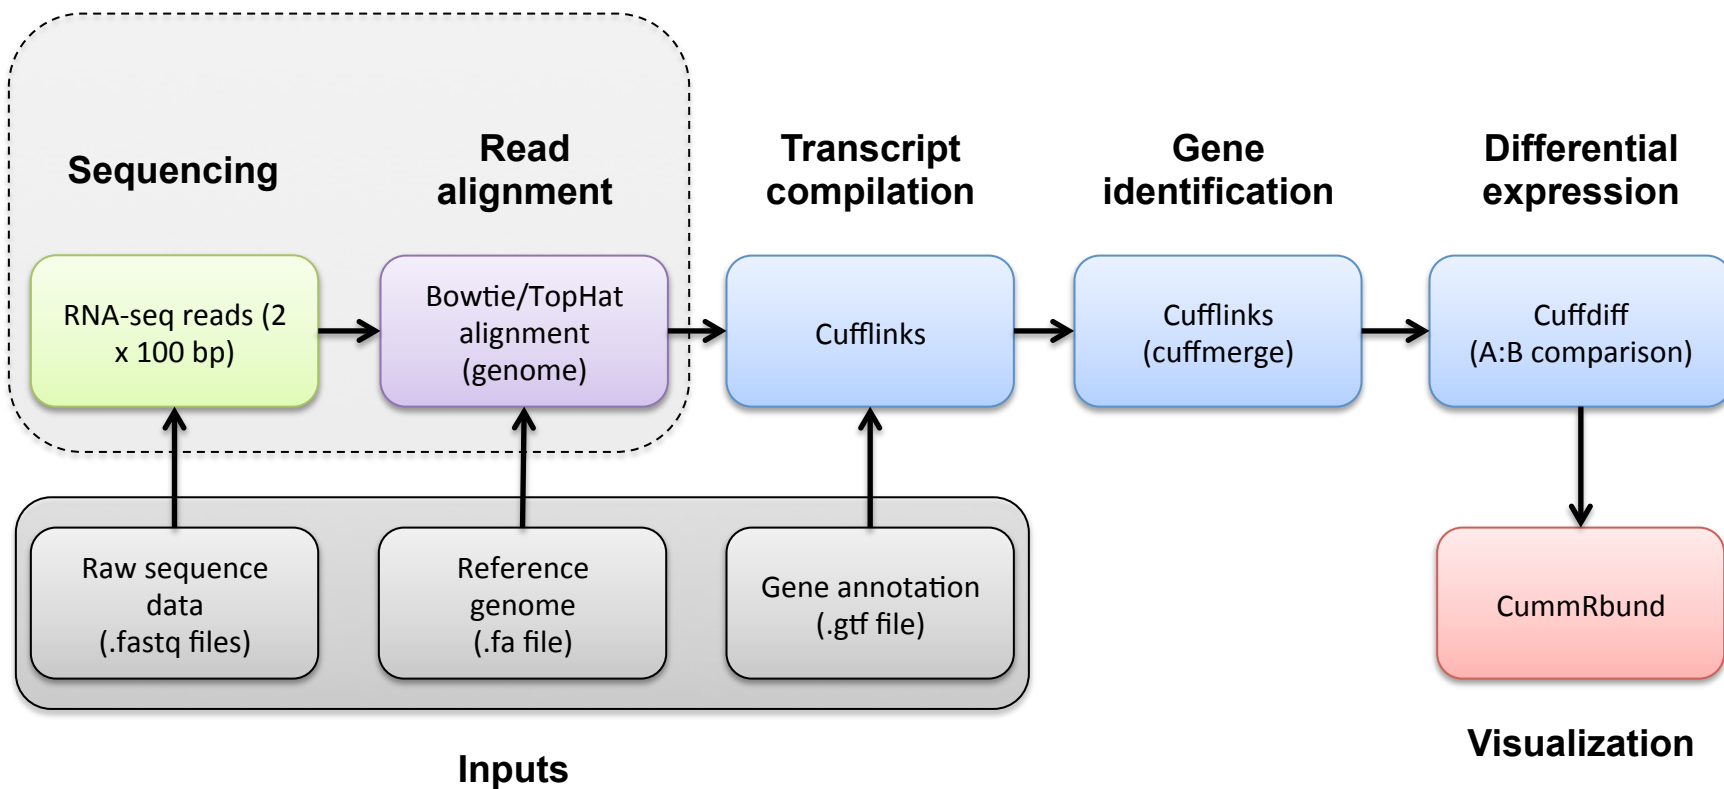 Sequencing
Read
alignment
Transcript
compilation
Gene
identification
Differential
expression
RNA-seq reads (2
x 100 bp)
Bowtie/TopHat
alignment
(genome)
Cufflinks
Cufflinks
(cuffmerge)
Cuffdiff
(A:B comparison)
Raw sequence
data
(.fastq files)
Reference
genome
(.fa file)
Gene annotation
(.gtf file)
CummRbund
Inputs
Visualization